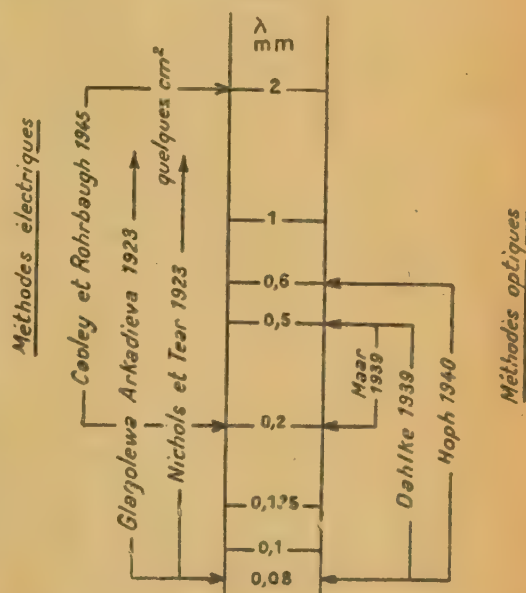 Méthodes électriques
Cooley et Rohrbaugh 1945
Glagolewa Arkadieva 1923
Nichols et Tear 1923
quelques cm²
λ
mm
2
1
0,6
0,5
0,2
0,125
0,1
0,08
Maar
1939
Dahlke 1939
Hoph 1940
Méthodes optiques